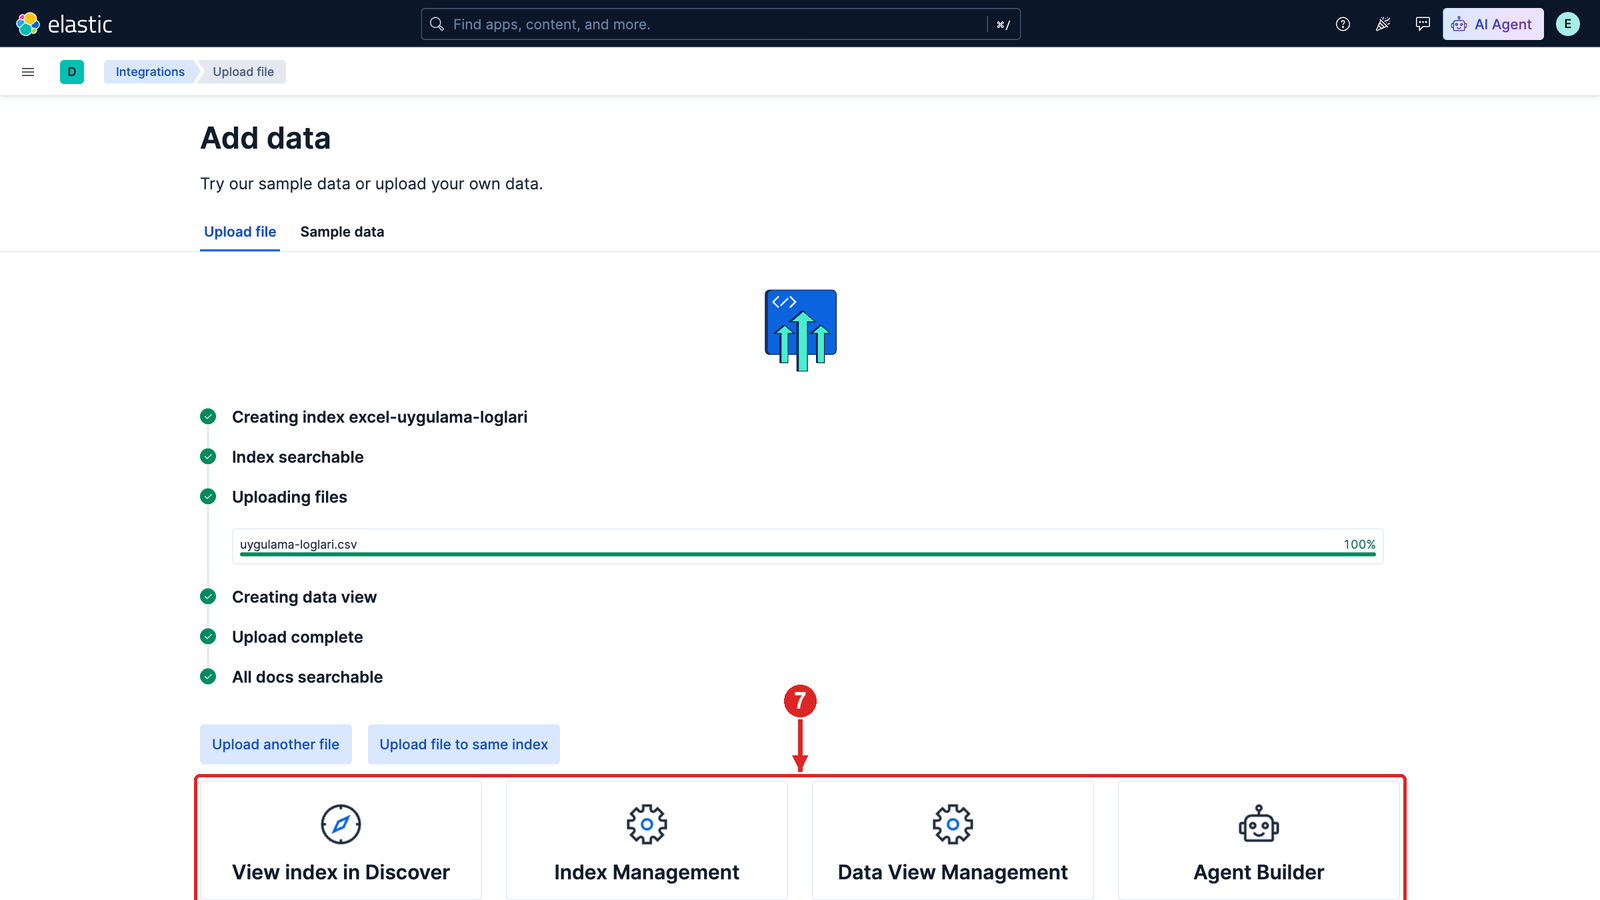 elastic
Find apps, content, and more.
⌘/
AI Agent
E
D
Integrations
Upload file
Add data
Try our sample data or upload your own data.
Upload file
Sample data
</>
Creating index excel-uygulama-loglari
Index searchable
Uploading files
uygulama-loglari.csv
100%
Creating data view
Upload complete
All docs searchable
7
Upload another file
Upload file to same index
View index in Discover
Index Management
Data View Management
Agent Builder